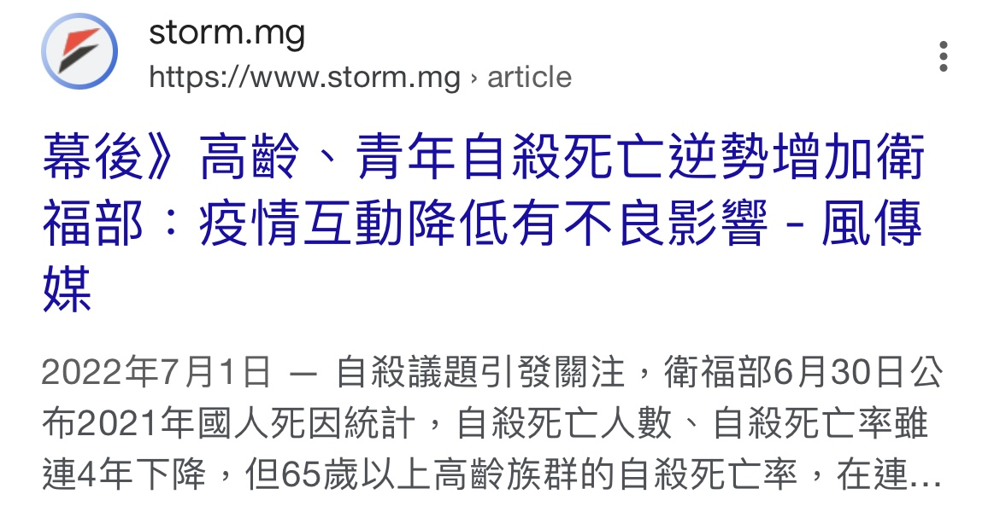 storm.mg
https://www.storm.mg › article
幕後》高齡、青年自殺死亡逆勢增加衛
福部：疫情互動降低有不良影響 - 風傳
媒
2022年7月1日 — 自殺議題引發關注，衛福部6月30日公
布2021年國人死因統計，自殺死亡人數、自殺死亡率雖
連4年下降，但65歲以上高齡族群的自殺死亡率，在連...